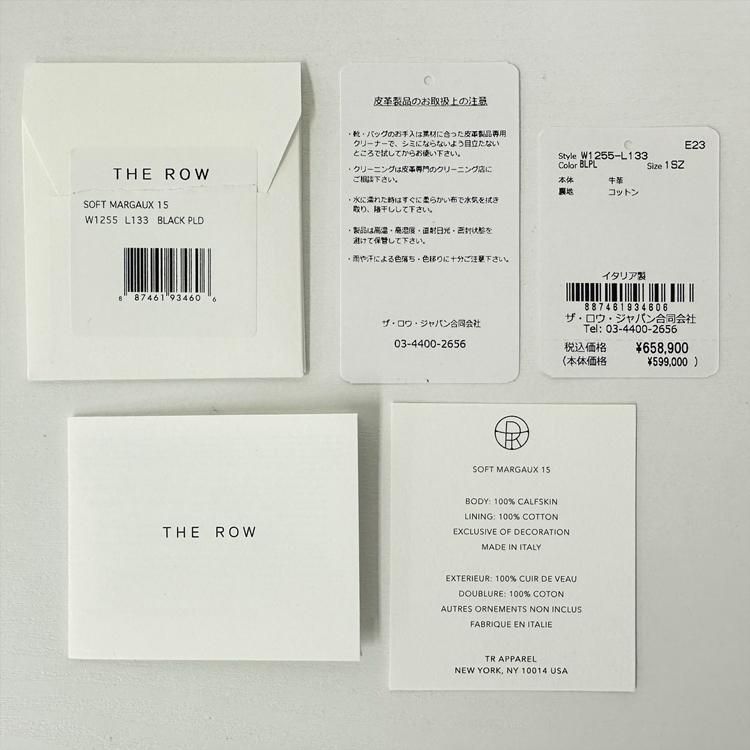 THE ROW
SOFT MARGAUX 15
W1255 L133 BLACK PLD
8 87461 93460 6
皮革製品のお取扱上の注意
・靴・バッグのお手入は素材に合った皮革製品専用
クリーナーで、シミにならないよう目立たない
ところで試してからお使い下さい。
・クリーニングは皮革専門のクリーニング店に
ご相談下さい。
・水に濡れた時はすぐに柔らかい布で水気を拭き
取り、陰干しして下さい。
・製品は高温・高湿度・直射日光・密封状態を
避けて保管して下さい。
・雨や汗による色落ち・色移りに十分ご注意下さい。
ザ・ロウ・ジャパン合同会社
03-4400-2656
E23
Style W1255-L133
Color BLPL Size 1SZ
本体 牛革
裏地 コットン
イタリア製
887461934606
ザ・ロウ・ジャパン合同会社
Tel: 03-4400-2656
税込価格 ¥658,900
(本体価格 ¥599,000 )
THE ROW
SOFT MARGAUX 15
BODY: 100% CALFSKIN
LINING: 100% COTTON
EXCLUSIVE OF DECORATION
MADE IN ITALY
EXTERIEUR: 100% CUIR DE VEAU
DOUBLURE: 100% COTON
AUTRES ORNEMENTS NON INCLUS
FABRIQUE EN ITALIE
TR APPAREL
NEW YORK, NY 10014 USA